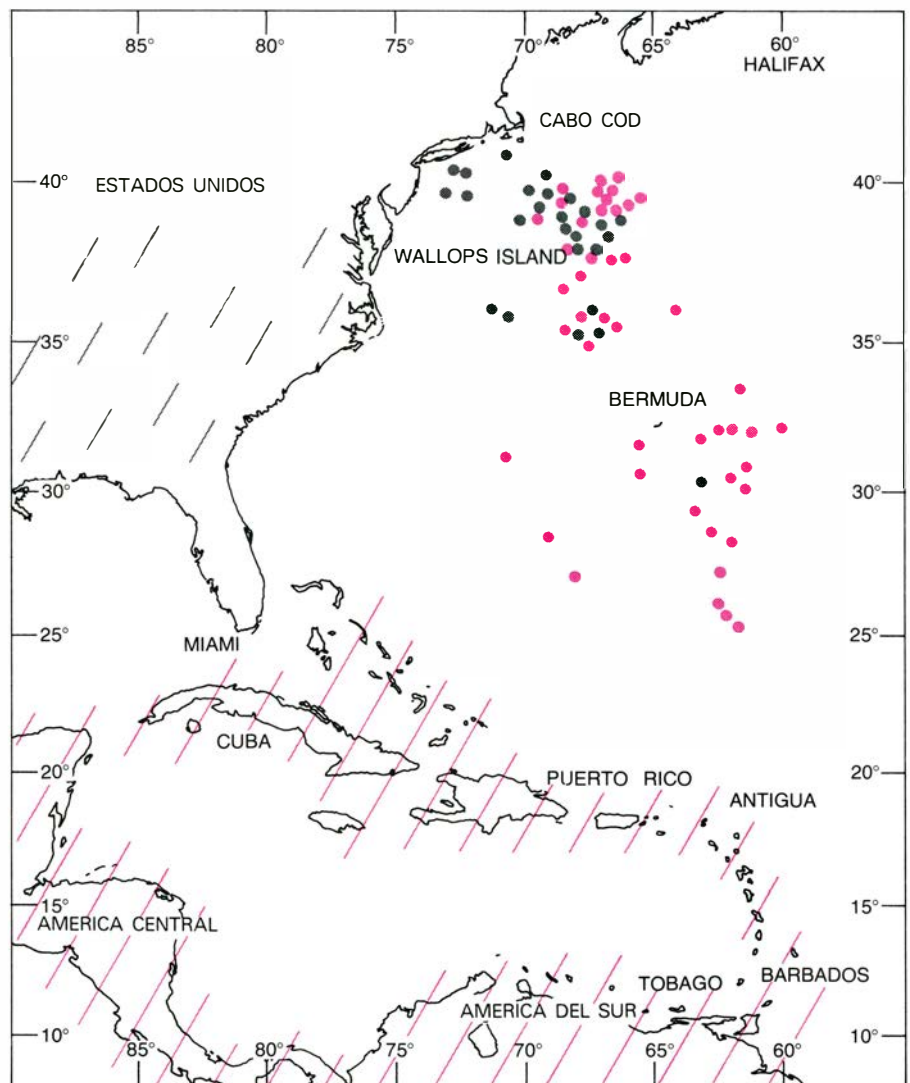 85° 80° 75° 70° 65° 60°
HALIFAX
CABO COD
40° ESTADOS UNIDOS 40°
WALLOPS ISLAND
35° 35°
BERMUDA
30° 30°
25° 25°
MIAMI
CUBA
20° 20°
PUERTO RICO
ANTIGUA
15° 15°
AMERICA CENTRAL
BARBADOS
TOBAGO
AMERICA DEL SUR
10° 10°
85° 80° 75° 70° 65° 60°